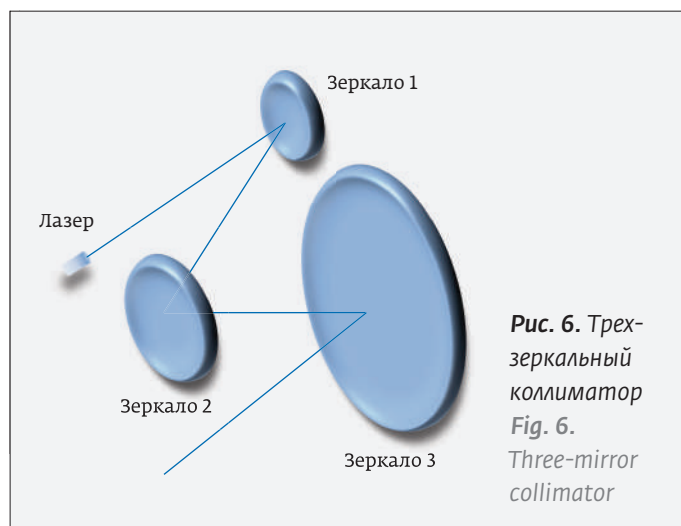 Зеркало 1
Лазер
Зеркало 2
Зеркало 3
Рис. 6. Трех-
зеркальный
коллиматор
Fig. 6.
Three-mirror
collimator